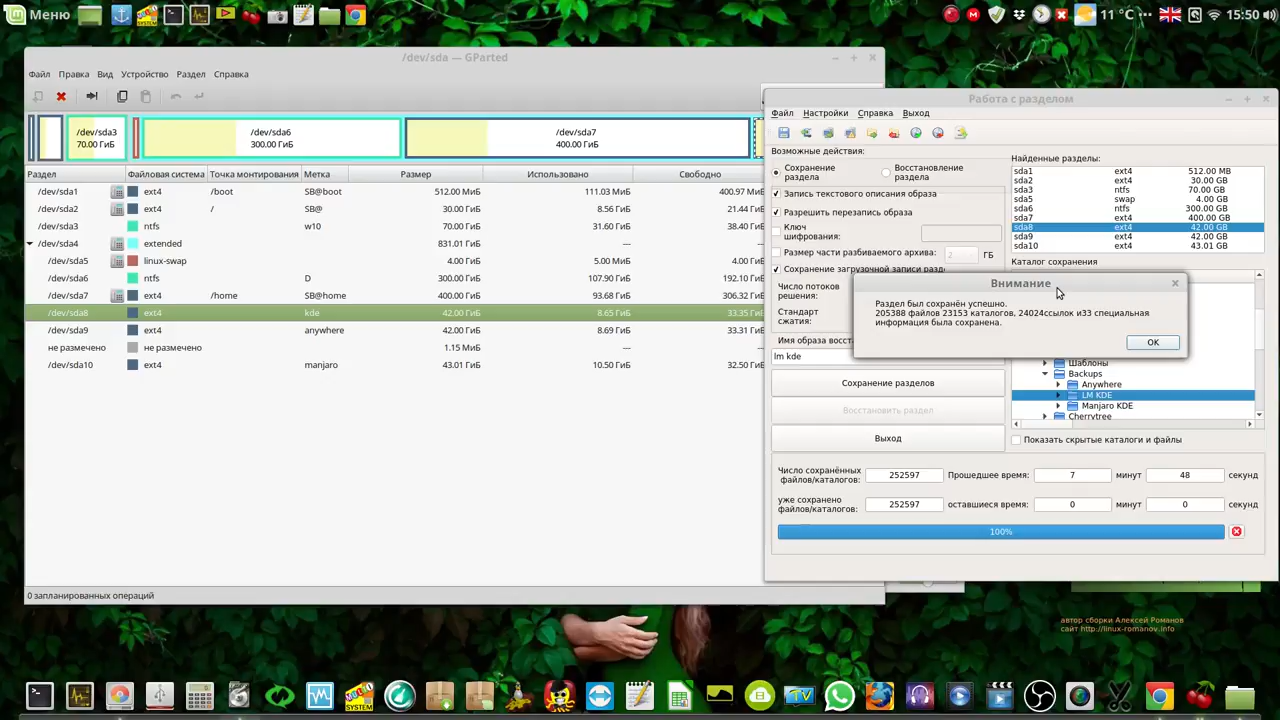 Меню
11 °C
15:50
/dev/sda — GParted
Файл Правка Вид Устройство Раздел Справка
/dev/sda3
70.00 ГиБ
/dev/sda6
300.00 ГиБ
/dev/sda7
400.00 ГиБ
Раздел Файловая система Точка монтирования Метка Размер Использовано Свободно
/dev/sda1 ext4 /boot SB@boot 512.00 МиБ 111.03 МиБ 400.97 МиБ
/dev/sda2 ext4 / SB@ 30.00 ГиБ 8.56 ГиБ 21.44 ГиБ
/dev/sda3 ntfs w10 70.00 ГиБ 31.60 ГиБ 38.40 ГиБ
/dev/sda4 extended 831.01 ГиБ --- ---
/dev/sda5 linux-swap 4.00 ГиБ 5.00 МиБ 4.00 ГиБ
/dev/sda6 ntfs D 300.00 ГиБ 107.90 ГиБ 192.10 ГиБ
/dev/sda7 ext4 /home SB@home 400.00 ГиБ 93.68 ГиБ 306.32 ГиБ
/dev/sda8 ext4 kde 42.00 ГиБ 8.65 ГиБ 33.35 ГиБ
/dev/sda9 ext4 anywhere 42.00 ГиБ 8.69 ГиБ 33.31 ГиБ
не размечено не размечено 1.15 МиБ --- ---
/dev/sda10 ext4 manjaro 43.01 ГиБ 10.50 ГиБ 32.50 ГиБ
0 запланированных операций
Работа с разделом
Файл Настройки Справка Выход
Возможные действия:
Сохранение
раздела
Восстановление
раздела
Запись текстового описания образа
Разрешить перезапись образа
Ключ
шифрования:
Размер части разбиваемого архива: 2 ГБ
Сохранение загрузочной записи разд
Число потоков
решения:
Стандарт
сжатия:
Имя образа восст
lm kde
Сохранение разделов
Восстановить раздел
Выход
Найденные разделы:
sda1 ext4 512.00 MB
sda2 ext4 30.00 GB
sda3 ntfs 70.00 GB
sda5 swap 4.00 GB
sda6 ntfs 300.00 GB
sda7 ext4 400.00 GB
sda8 ext4 42.00 GB
sda9 ext4 42.00 GB
sda10 ext4 43.01 GB
Каталог сохранения
Внимание
Раздел был сохранён успешно.
205388 файлов 23153 каталогов, 24024ссылок и33 специальная
информация была сохранена.
OK
Шаблоны
Backups
Anywhere
LM KDE
Manjaro KDE
Cherrytree
Показать скрытые каталоги и файлы
Число сохранённых
файлов/каталогов:
252597 Прошедшее время: 7 минут 48 секунд
уже сохранено
файлов/каталогов:
252597 оставшиеся время: 0 минут 0 секунд
100%
автор сборки Алексей Романов
сайт http://linux-romanov.info